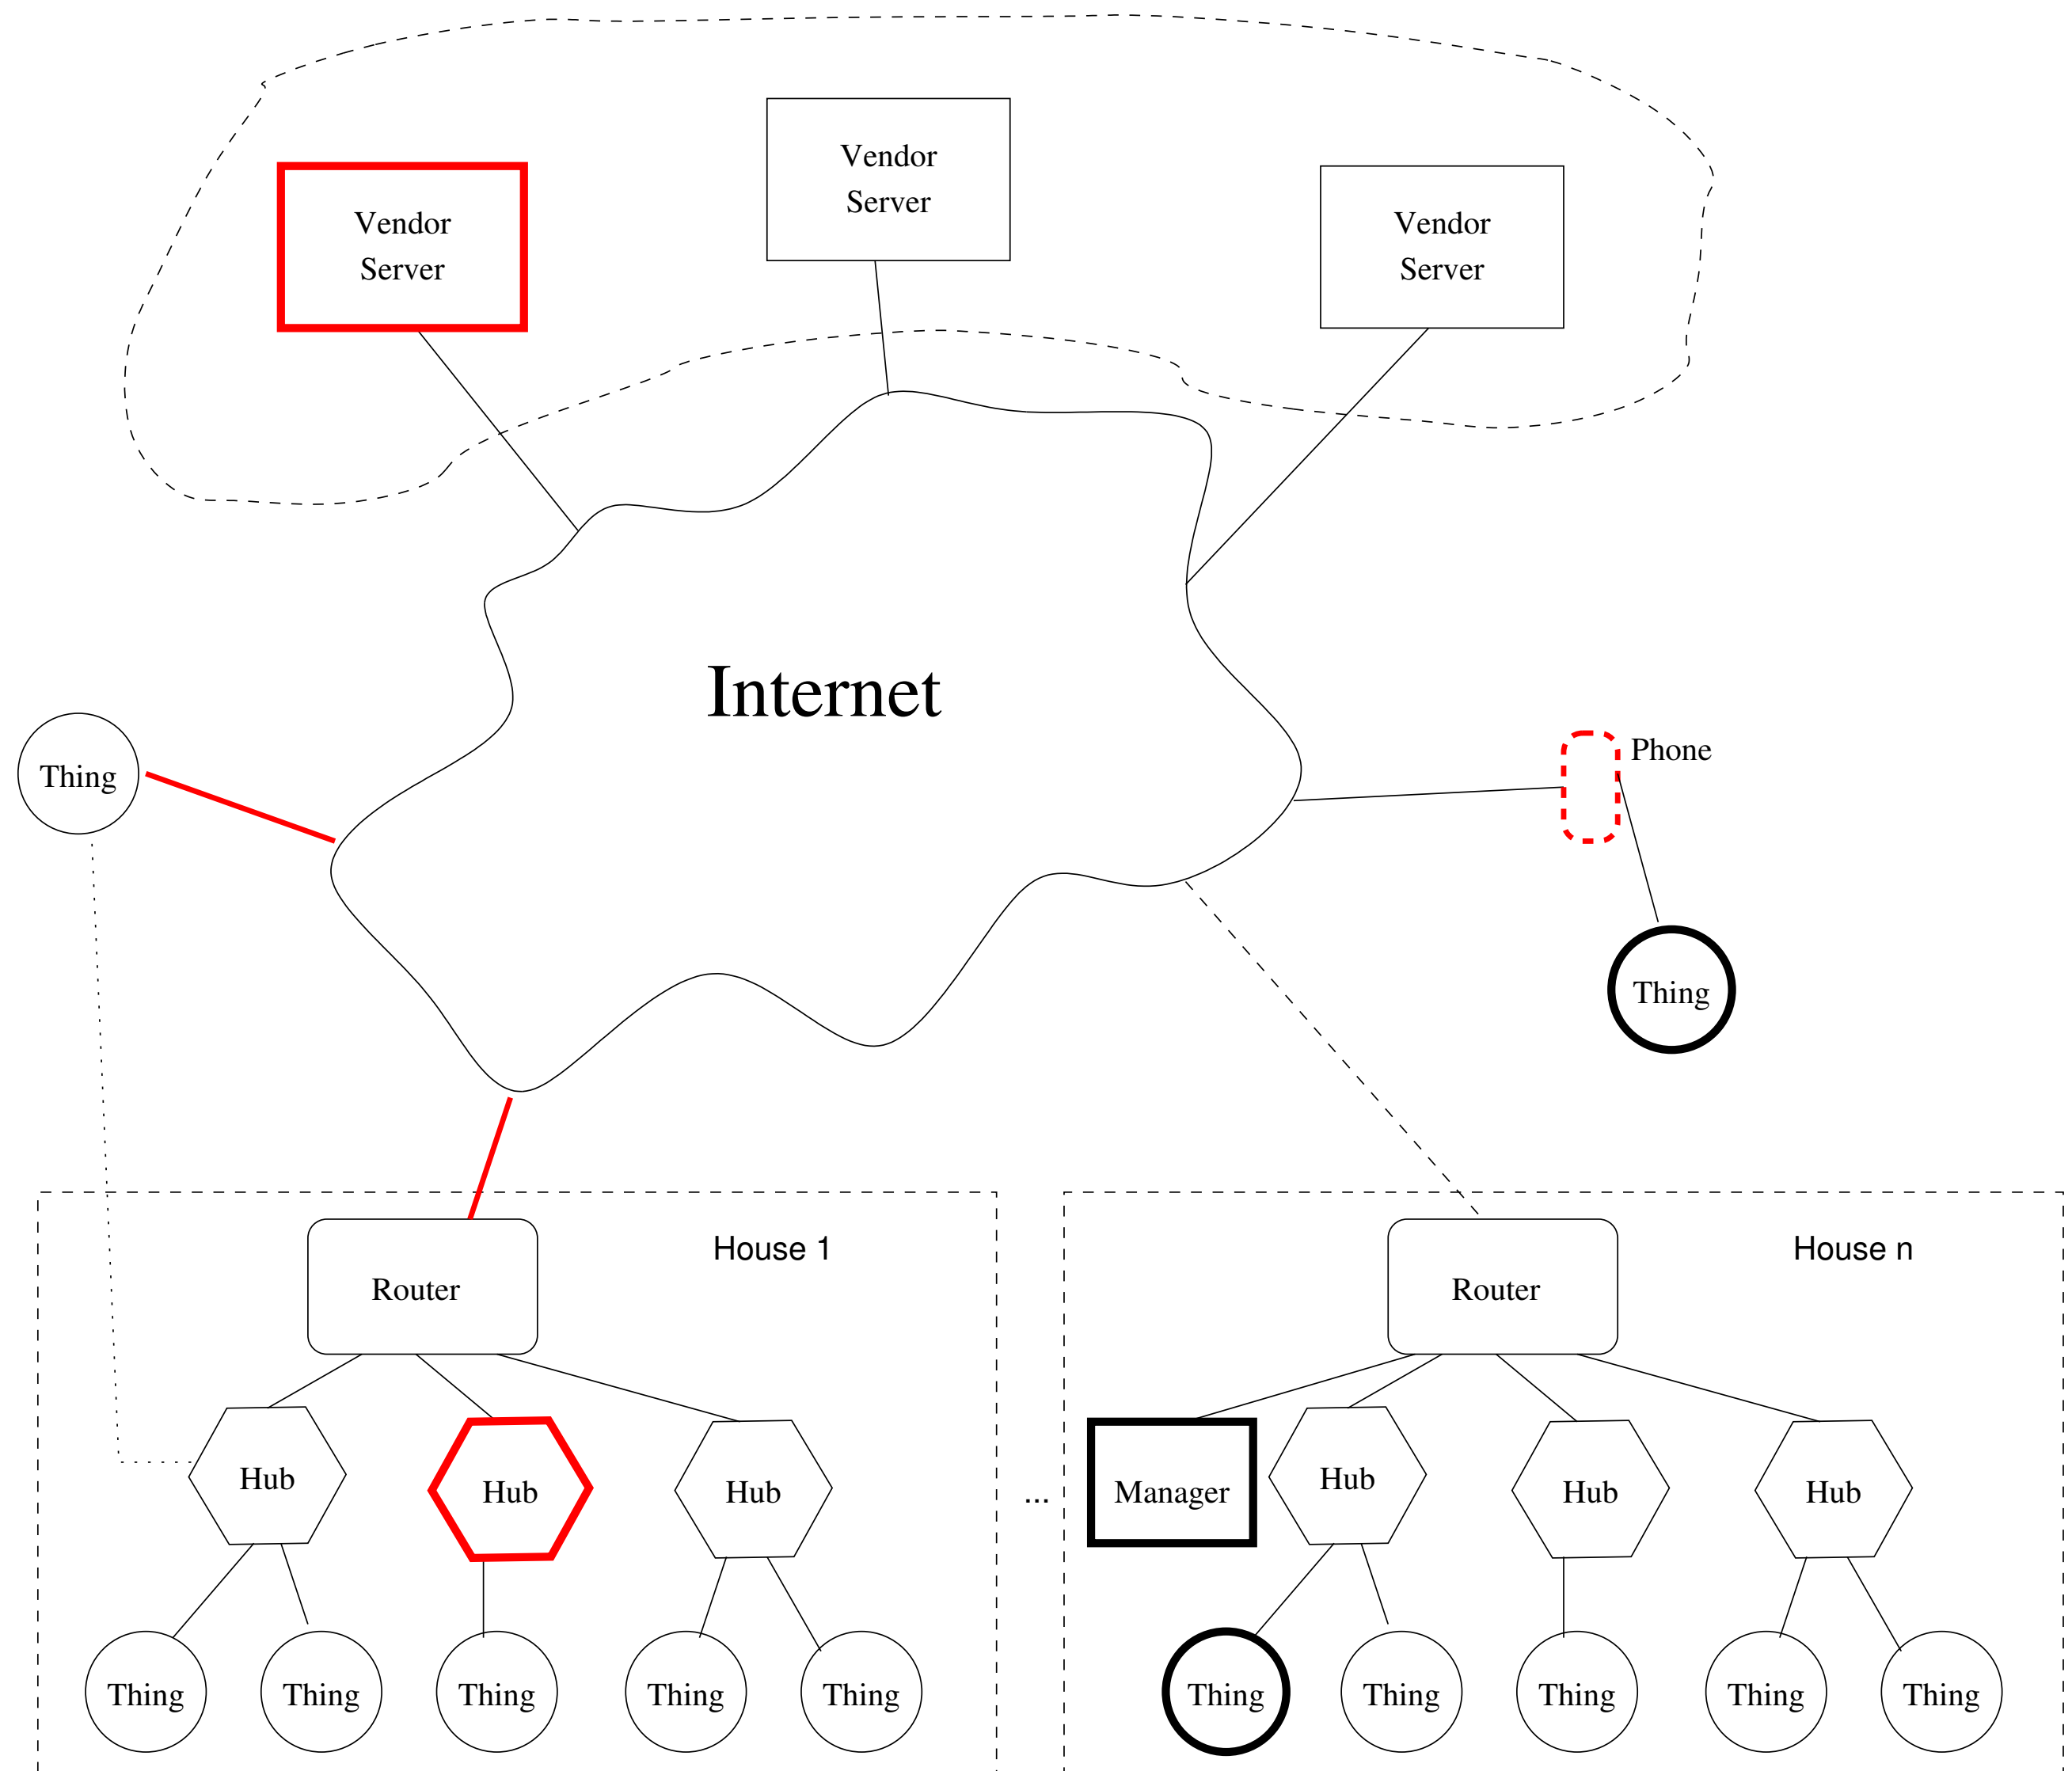 Vendor
Server
Vendor
Server
Vendor
Server
Internet
Thing
Phone
Thing
House 1
Router
Hub
Hub
Hub
Thing
Thing
Thing
Thing
Thing
...
House n
Router
Manager
Hub
Hub
Hub
Thing
Thing
Thing
Thing
Thing